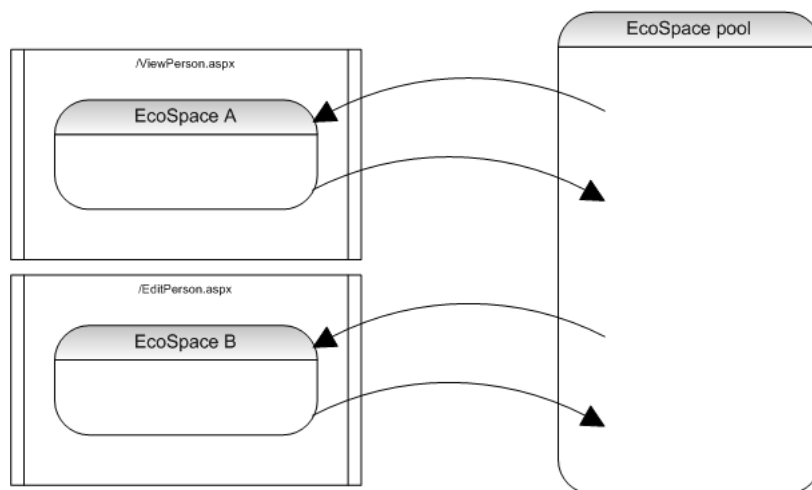 EcoSpace pool
/ViewPerson.aspx
EcoSpace A
/EditPerson.aspx
EcoSpace B